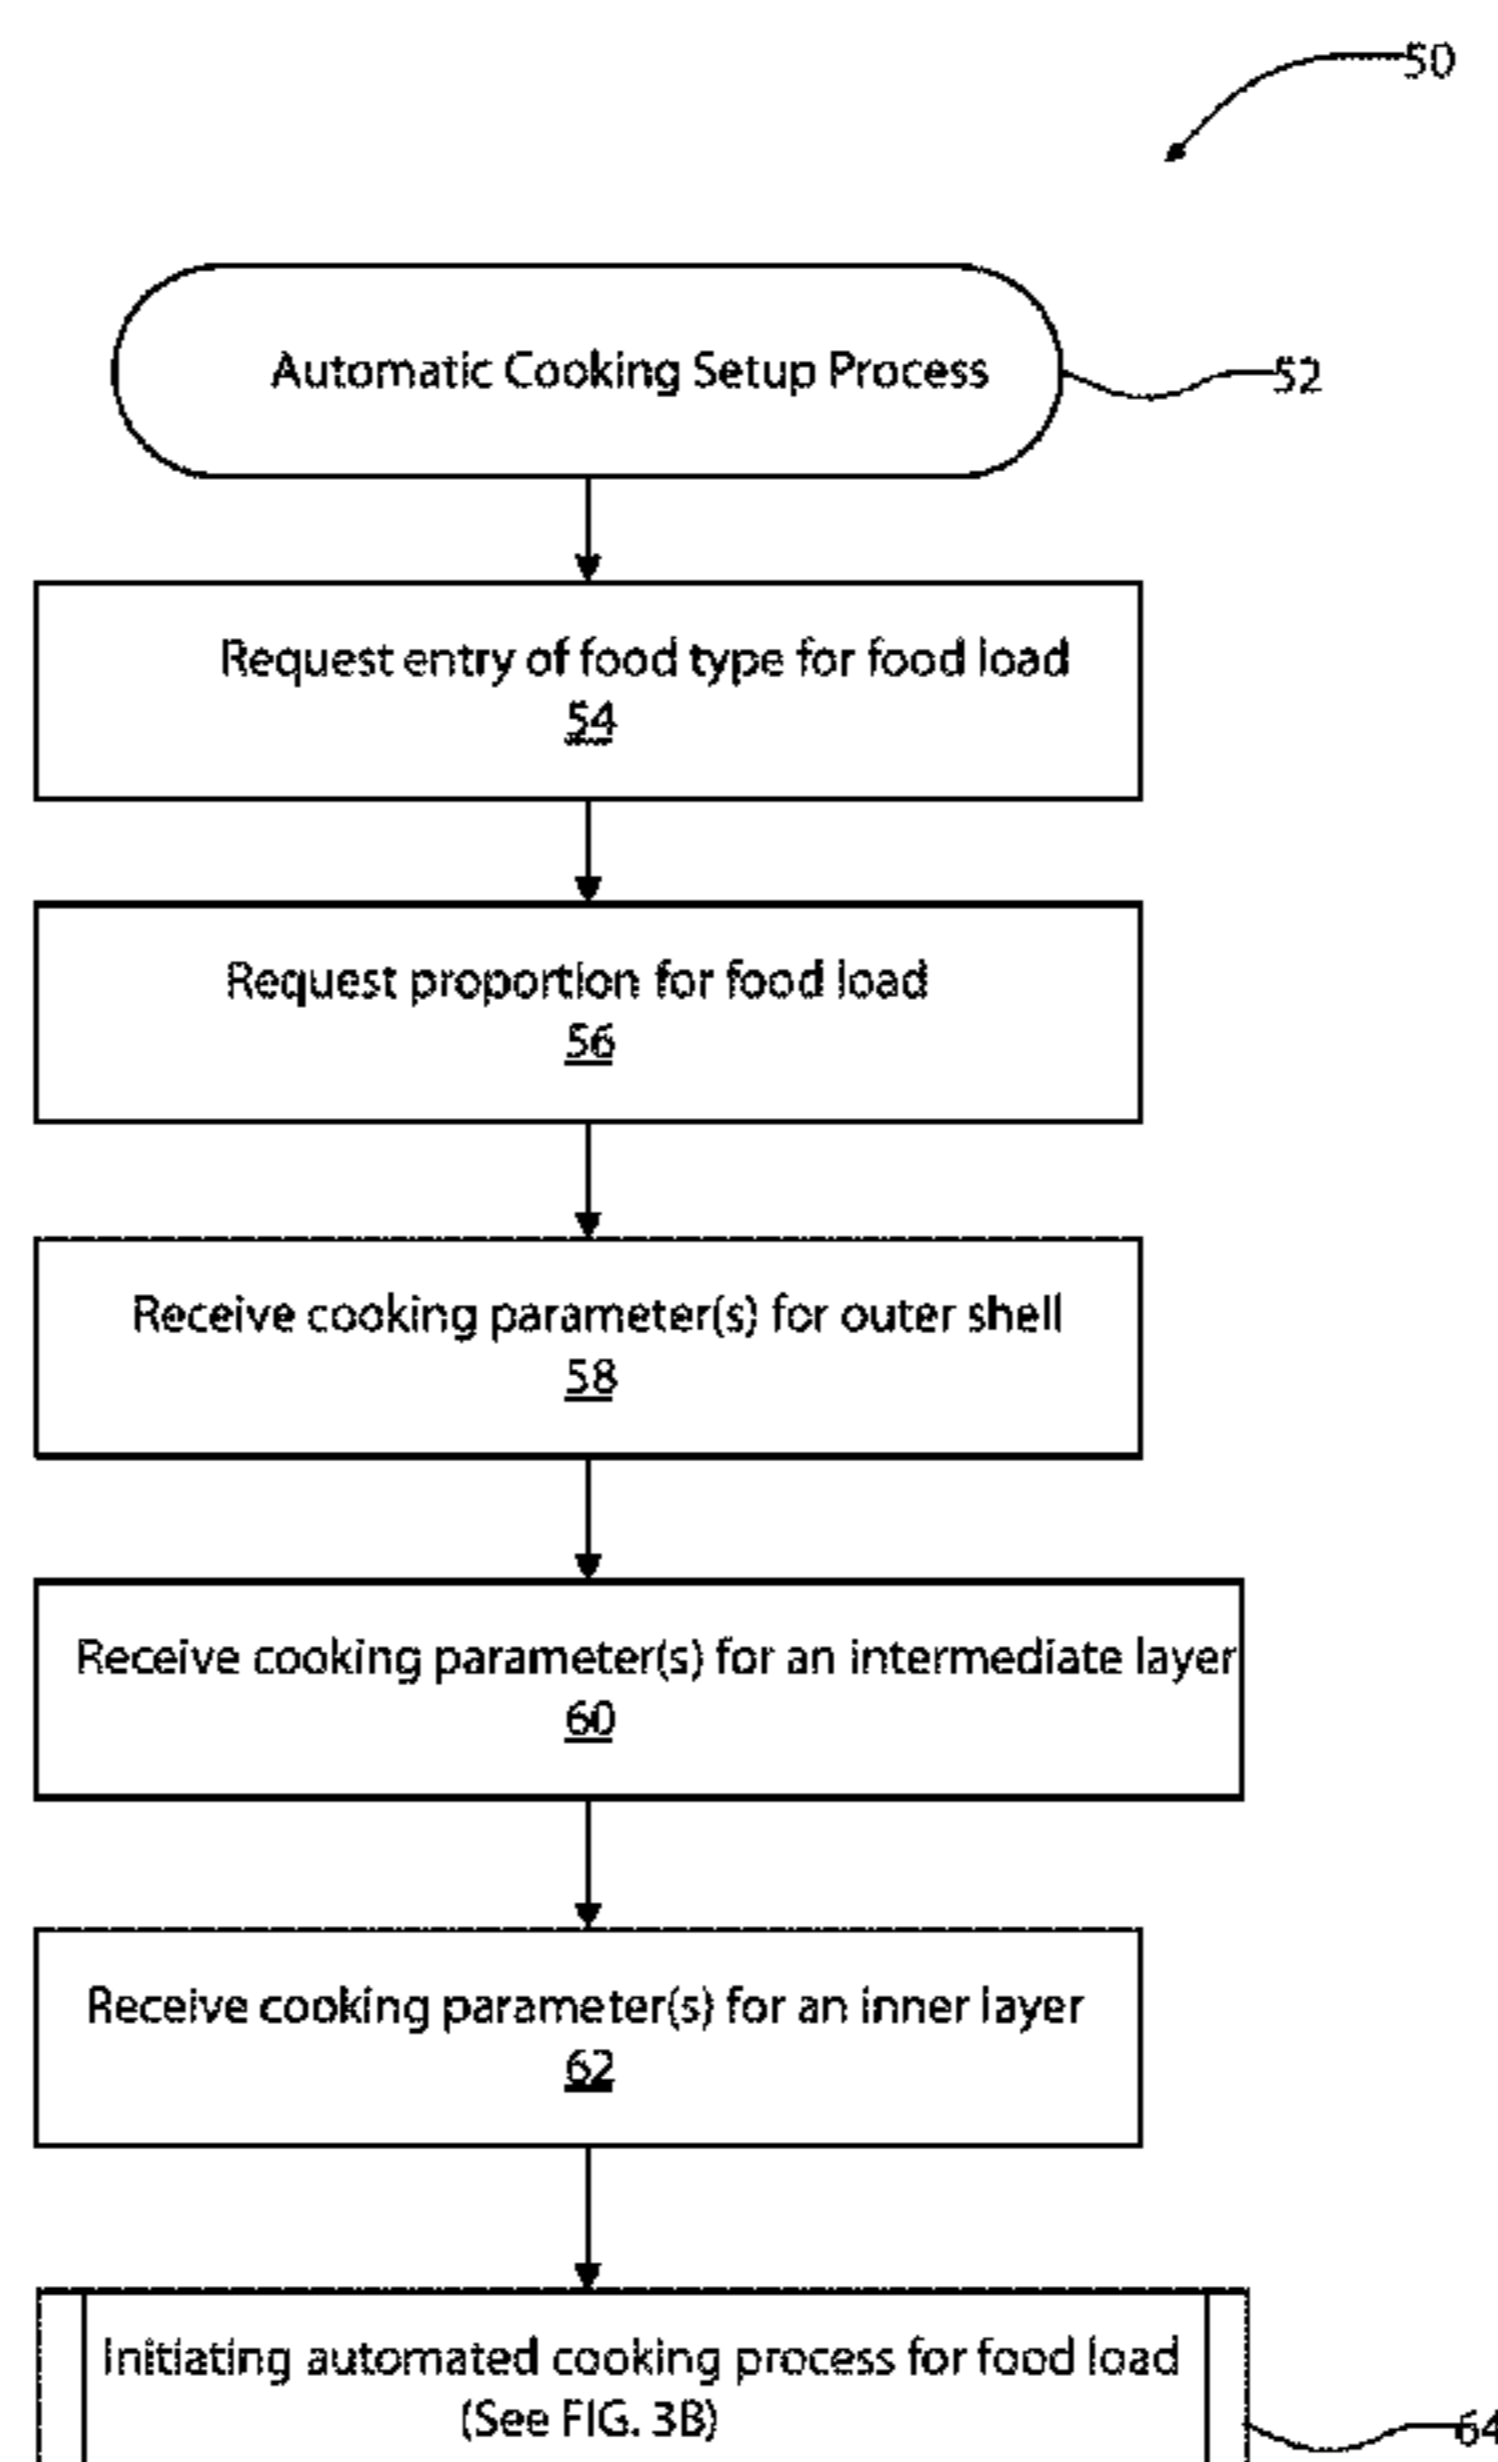 50
Automatic Cooking Setup Process
52
Request entry of food type for food load
54
Request proportion for food load
56
Receive cooking parameter(s) for outer shell
58
Receive cooking parameter(s) for an intermediate layer
60
Receive cooking parameter(s) for an inner layer
62
Initiating automated cooking process for food load
(See FIG. 3B)
64